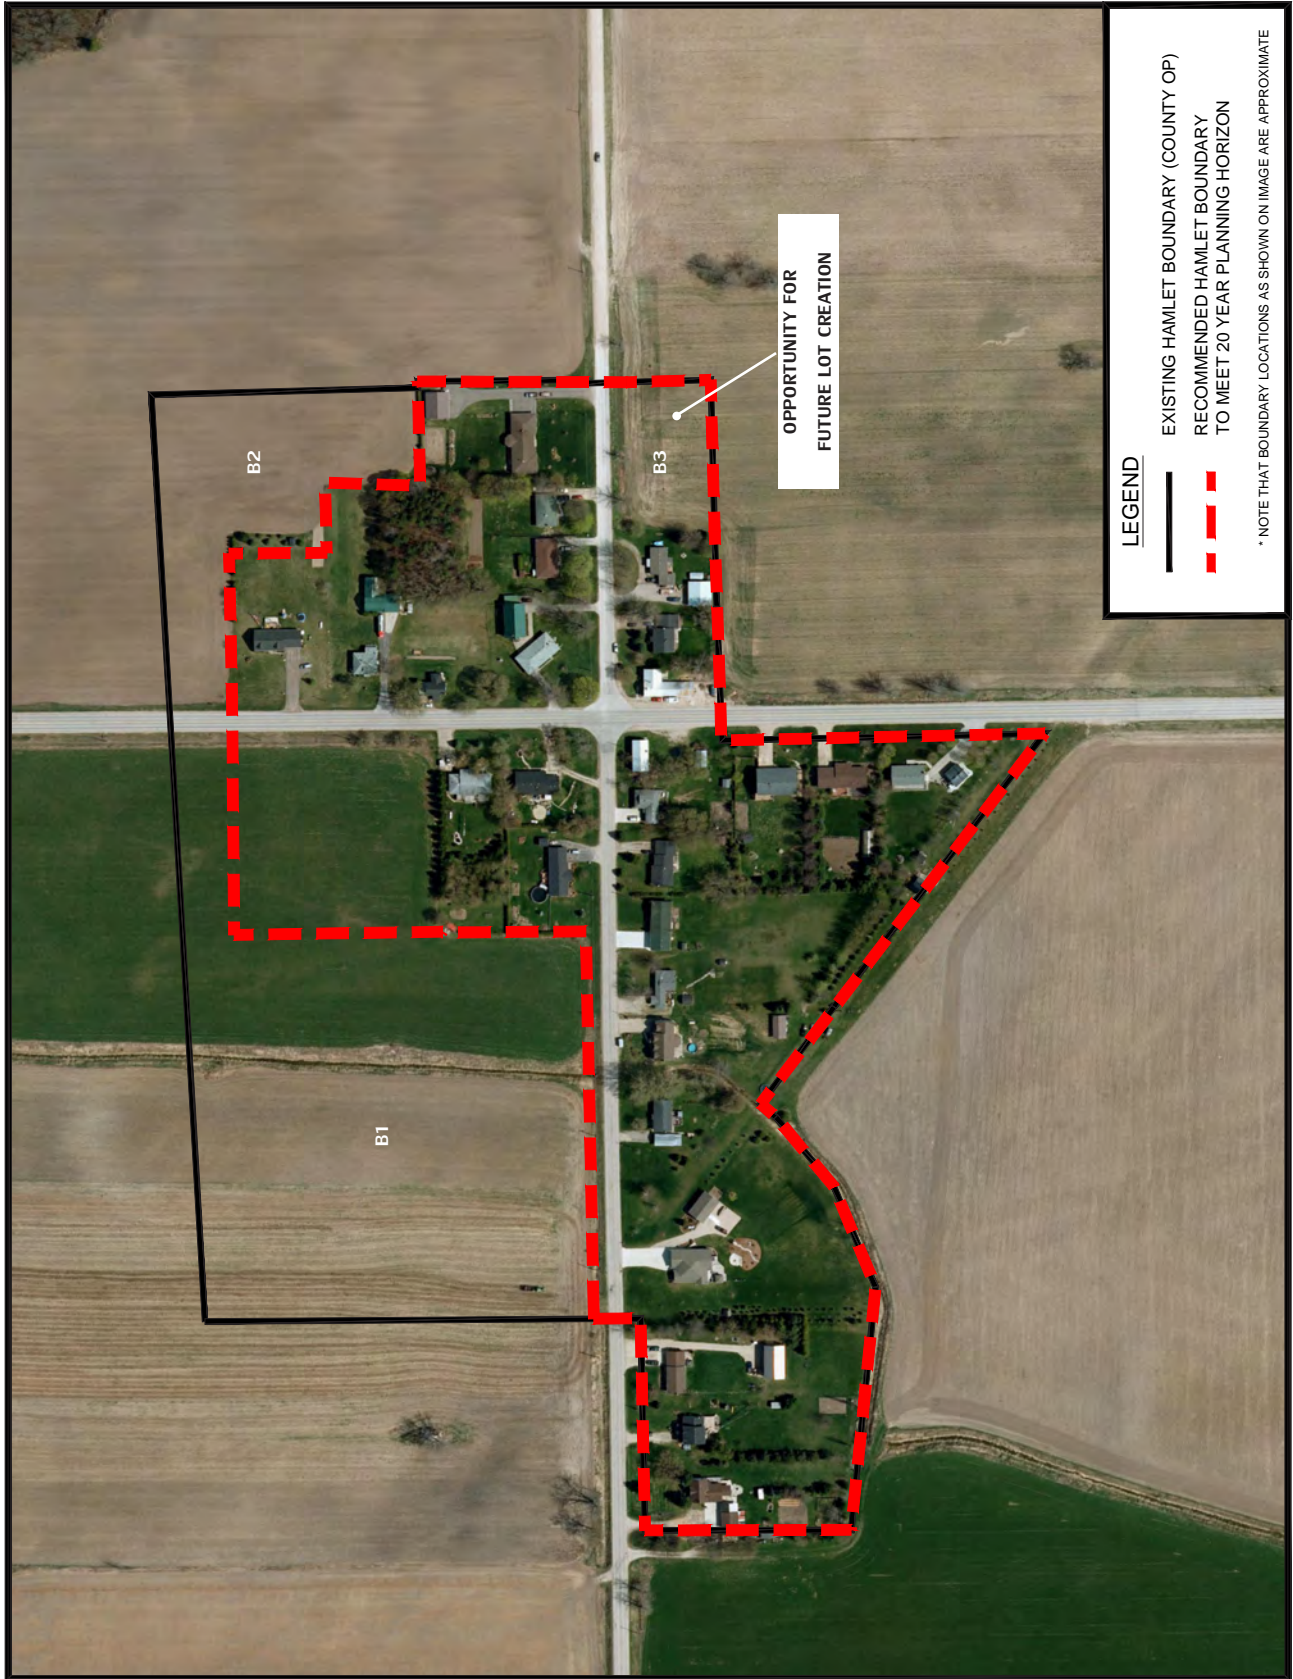 B2
B1
B3
OPPORTUNITY FOR
FUTURE LOT CREATION
LEGEND
EXISTING HAMLET BOUNDARY (COUNTY OP)
RECOMMENDED HAMLET BOUNDARY
TO MEET 20 YEAR PLANNING HORIZON
* NOTE THAT BOUNDARY LOCATIONS AS SHOWN ON IMAGE ARE APPROXIMATE